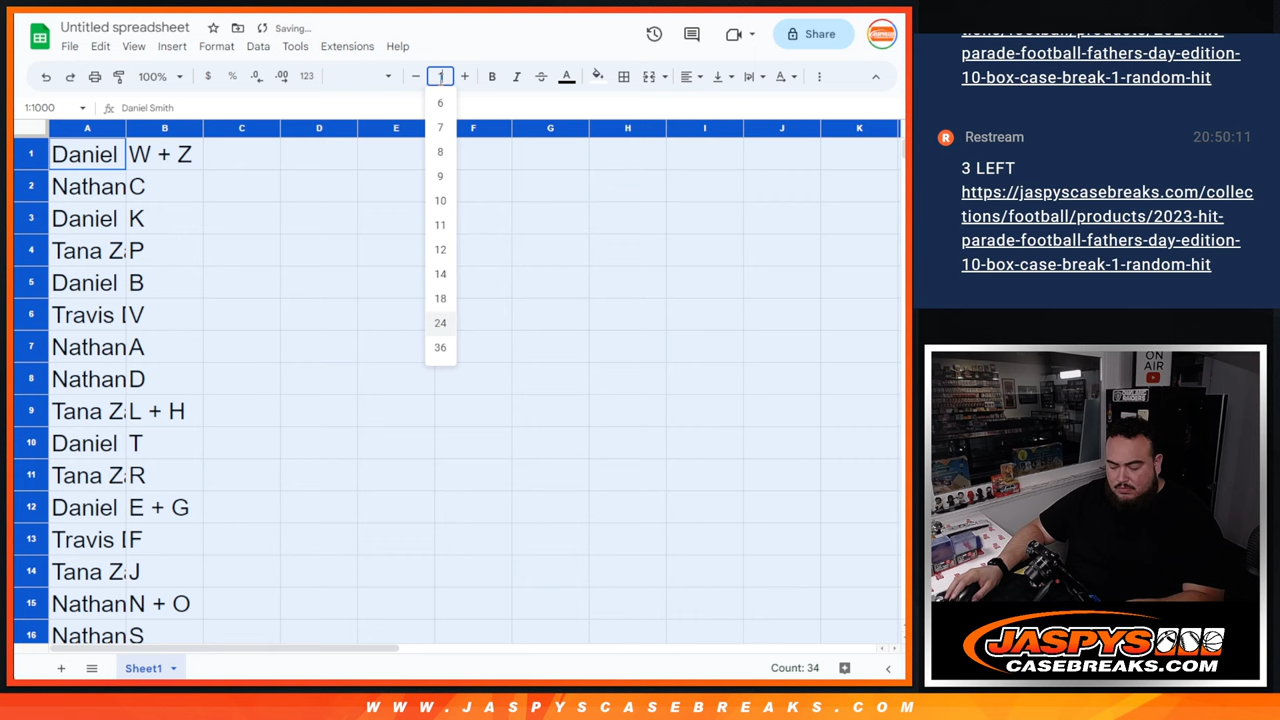 Untitled spreadsheet
Saving...
File Edit View Insert Format Data Tools Extensions Help
Share
100% $ % .0 .00 123
1:1000 fx Daniel Smith
6
7
8
9
10
11
12
14
18
24
36
A B C D E F G H I J K
1 Daniel W + Z
2 Nathan C
3 Daniel K
4 Tana Z P
5 Daniel B
6 Travis V
7 Nathan A
8 Nathan D
9 Tana Z L + H
10 Daniel T
11 Tana Z R
12 Daniel E + G
13 Travis F
14 Tana Z J
15 Nathan N + O
16 Nathan S
Sheet1
Count: 34
parade-football-fathers-day-edition-
10-box-case-break-1-random-hit
Restream 20:50:11
3 LEFT
https://jaspyscasebreaks.com/collec
tions/football/products/2023-hit-
parade-football-fathers-day-edition-
10-box-case-break-1-random-hit
ON
AIR
RAIDERS
JASPYS
CASEBREAKS.COM
WWW.JASPYSCASEBREAKS.COM